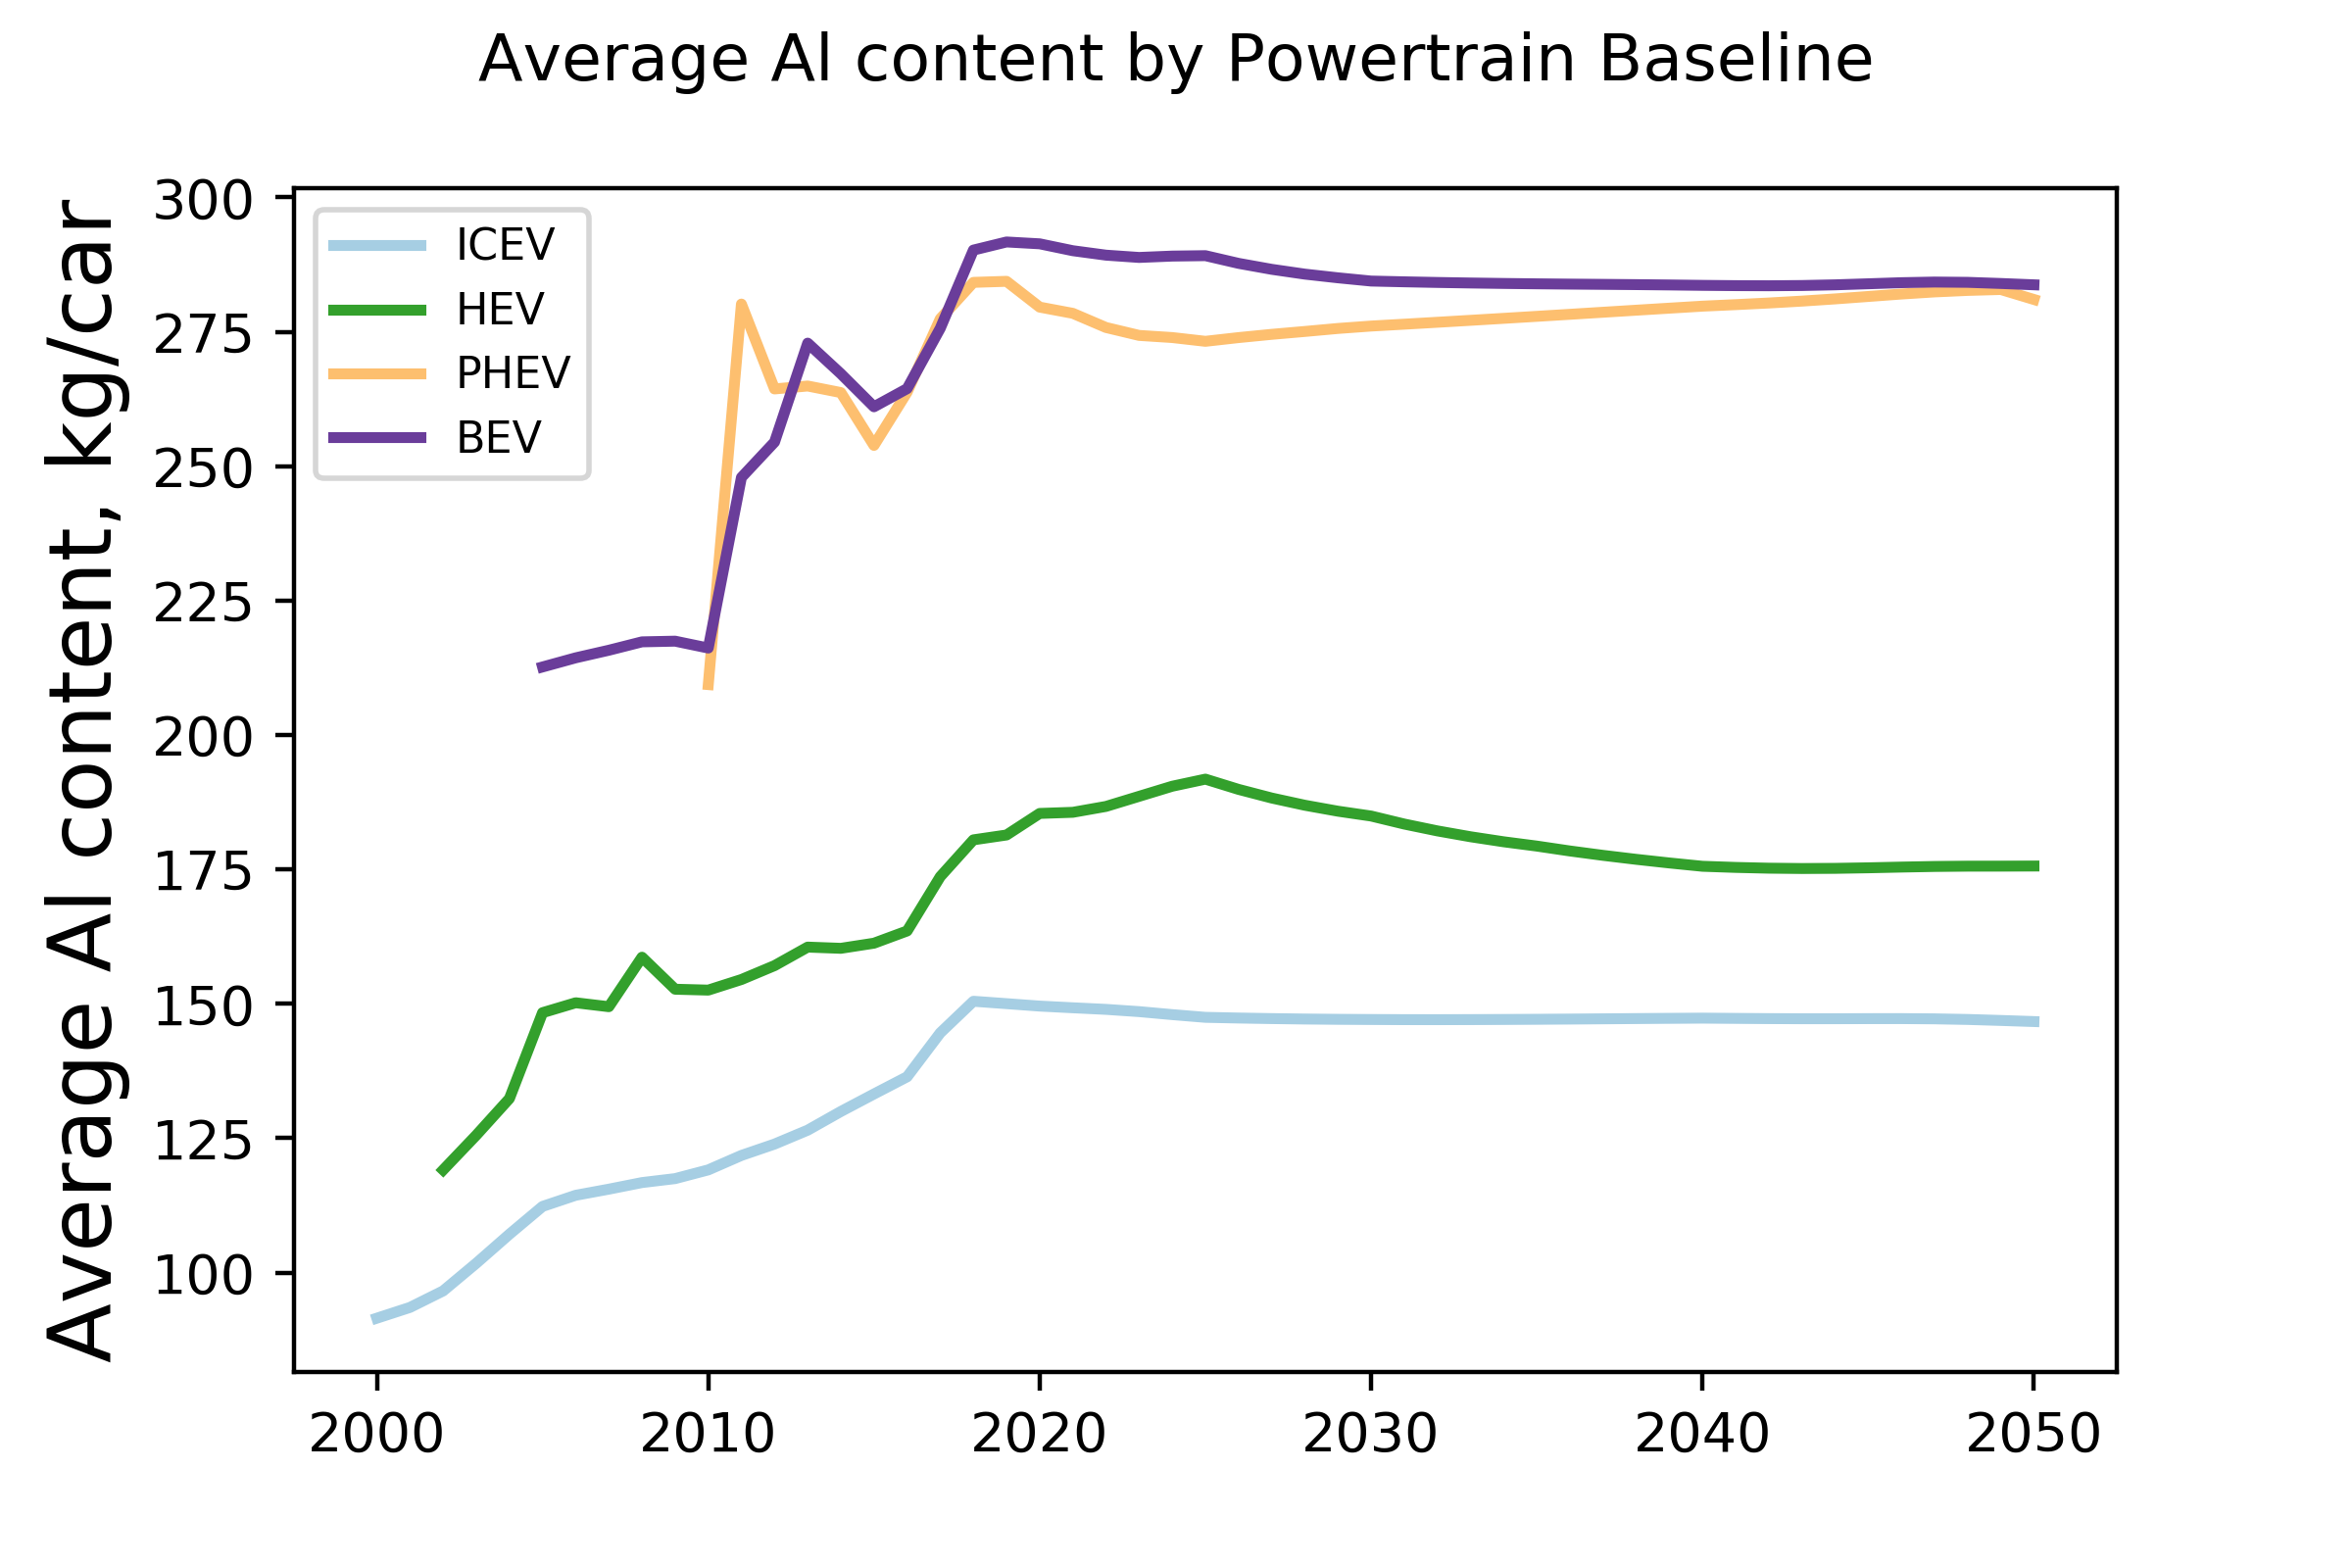 Average Al content by Powertrain Baseline
Average Al content, kg/car
300
275
250
225
200
175
150
125
100
ICEV
HEV
PHEV
BEV
2000 2010 2020 2030 2040 2050